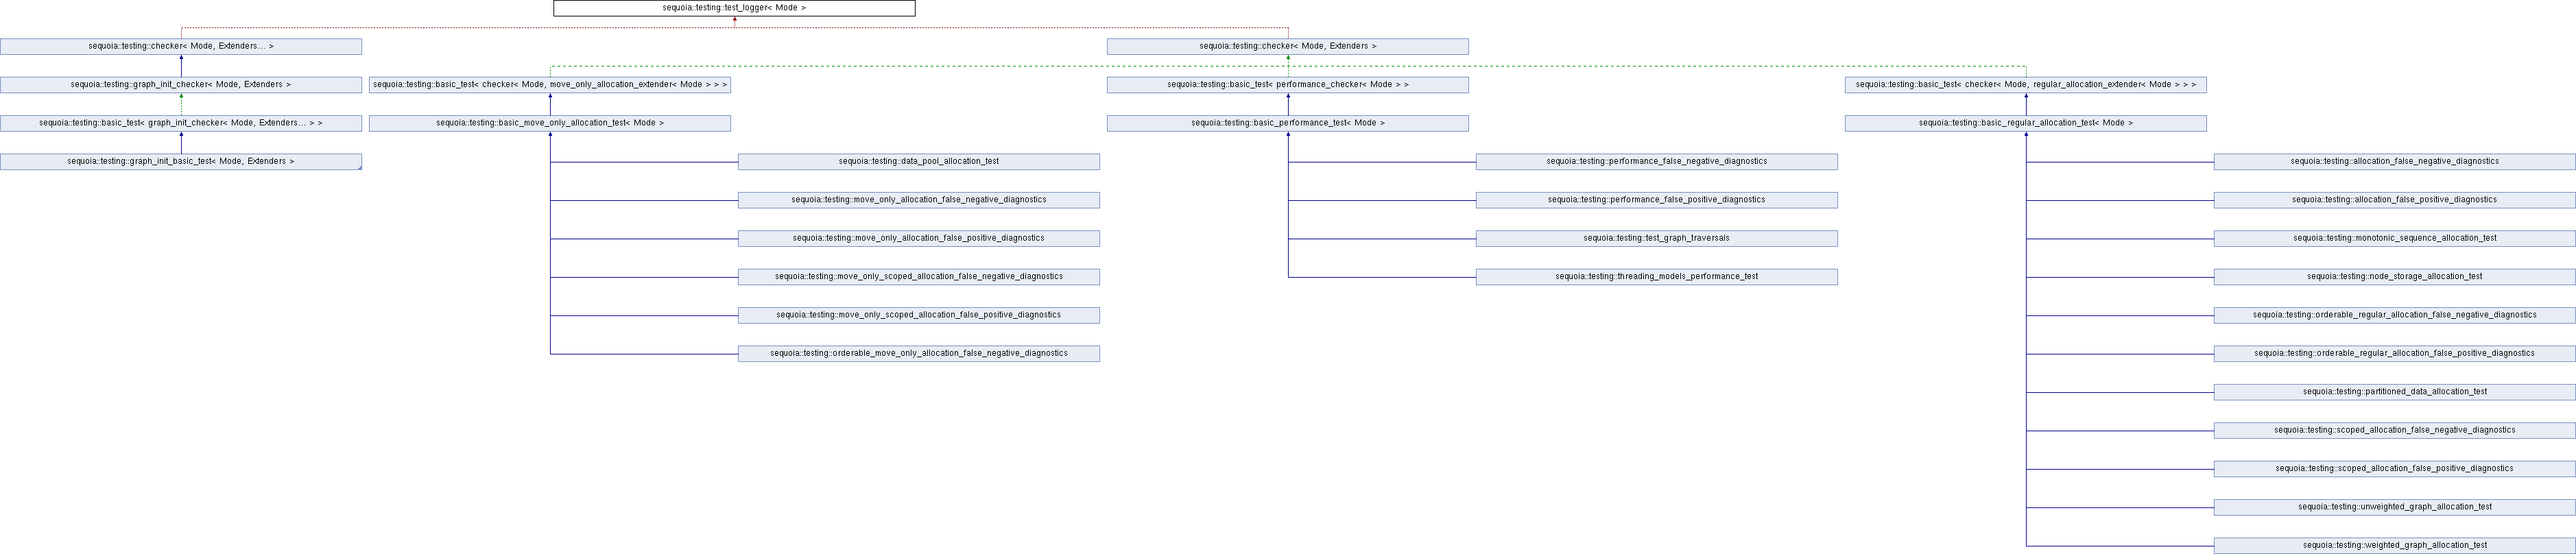 sequoia::testing::test_logger< Mode >
sequoia::testing::checker< Mode, Extenders... >
sequoia::testing::checker< Mode, Extenders >
sequoia::testing::graph_init_checker< Mode, Extenders >
sequoia::testing::basic_test< checker< Mode, move_only_allocation_extender< Mode > > >
sequoia::testing::basic_test< performance_checker< Mode > >
sequoia::testing::basic_test< checker< Mode, regular_allocation_extender< Mode > > >
sequoia::testing::basic_test< graph_init_checker< Mode, Extenders... > >
sequoia::testing::basic_move_only_allocation_test< Mode >
sequoia::testing::basic_performance_test< Mode >
sequoia::testing::basic_regular_allocation_test< Mode >
sequoia::testing::graph_init_basic_test< Mode, Extenders >
sequoia::testing::data_pool_allocation_test
sequoia::testing::performance_false_negative_diagnostics
sequoia::testing::allocation_false_negative_diagnostics
sequoia::testing::move_only_allocation_false_negative_diagnostics
sequoia::testing::performance_false_positive_diagnostics
sequoia::testing::allocation_false_positive_diagnostics
sequoia::testing::move_only_allocation_false_positive_diagnostics
sequoia::testing::test_graph_traversals
sequoia::testing::monotonic_sequence_allocation_test
sequoia::testing::move_only_scoped_allocation_false_negative_diagnostics
sequoia::testing::threading_models_performance_test
sequoia::testing::node_storage_allocation_test
sequoia::testing::move_only_scoped_allocation_false_positive_diagnostics
sequoia::testing::orderable_regular_allocation_false_negative_diagnostics
sequoia::testing::orderable_move_only_allocation_false_negative_diagnostics
sequoia::testing::orderable_regular_allocation_false_positive_diagnostics
sequoia::testing::partitioned_data_allocation_test
sequoia::testing::scoped_allocation_false_negative_diagnostics
sequoia::testing::scoped_allocation_false_positive_diagnostics
sequoia::testing::unweighted_graph_allocation_test
sequoia::testing::weighted_graph_allocation_test